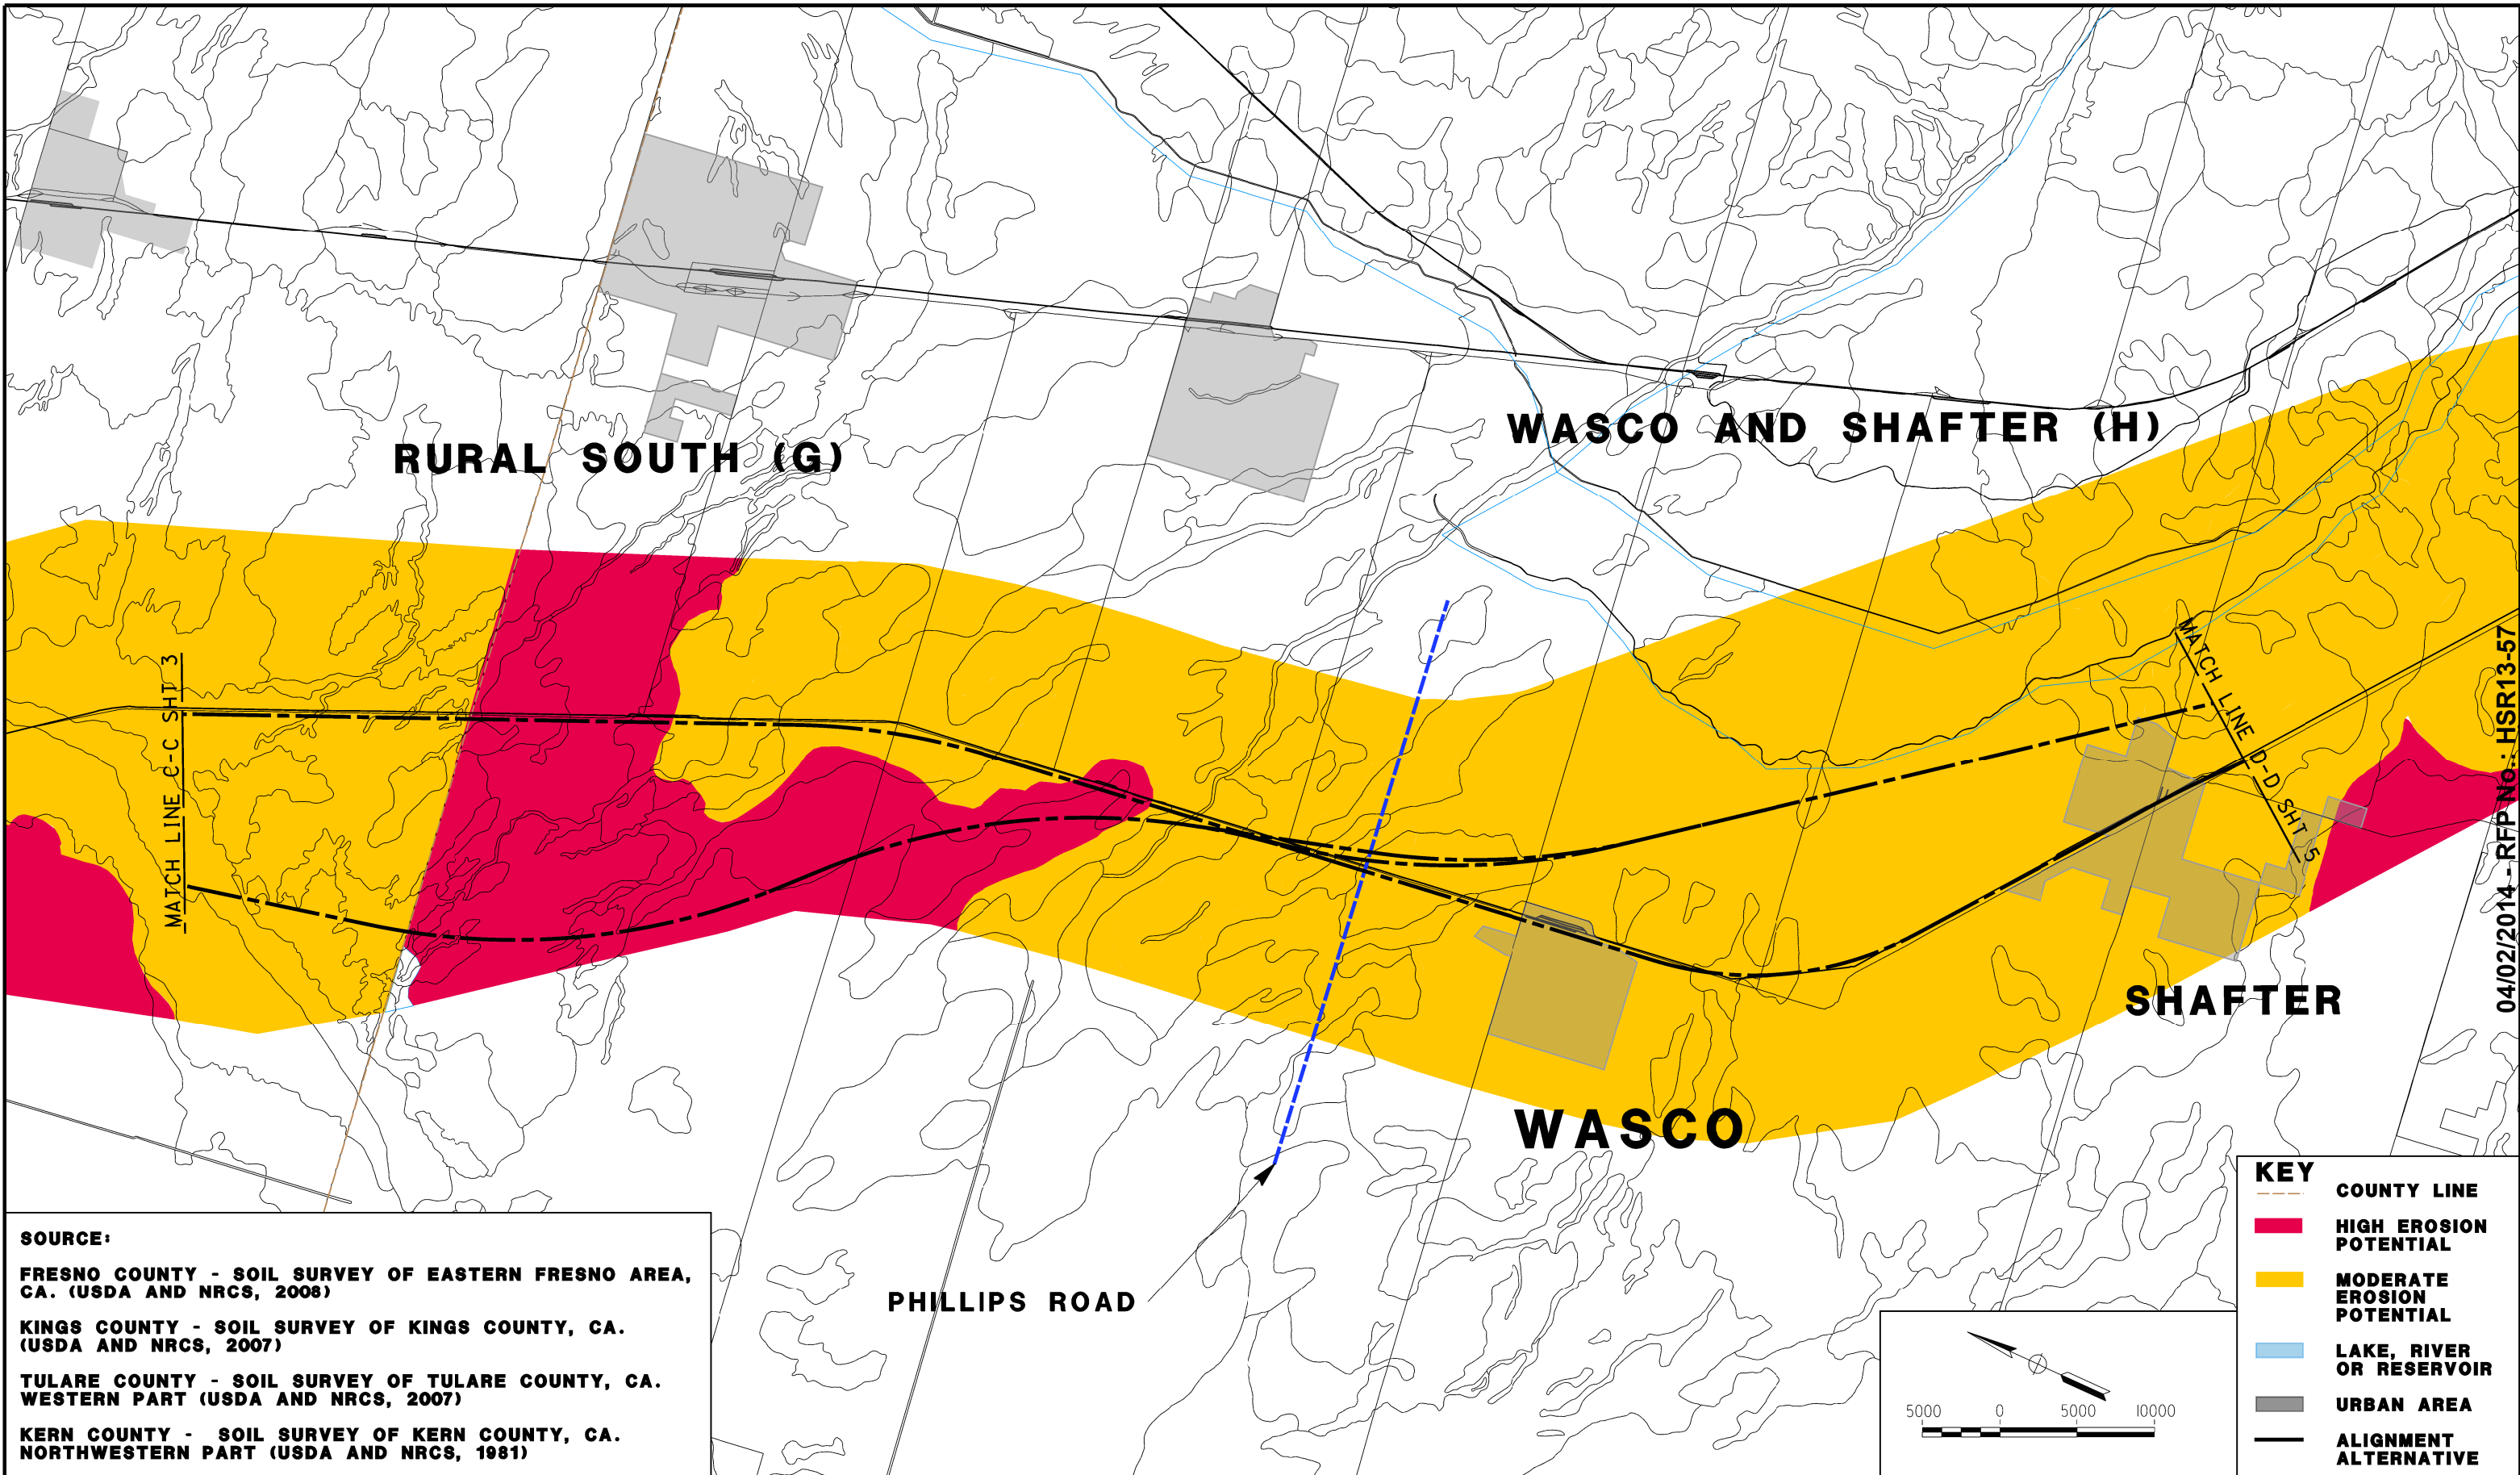 RURAL SOUTH (G)
WASCO AND SHAFTER (H)
MATCH LINE C-C SHT 3
MATCH LINE D-D SHT 5
SHAFTER
WASCO
PHILLIPS ROAD
04/02/2014 - RFP No.: HSR13-57
SOURCE:
FRESNO COUNTY - SOIL SURVEY OF EASTERN FRESNO AREA,
CA. (USDA AND NRCS, 2008)
KINGS COUNTY - SOIL SURVEY OF KINGS COUNTY, CA.
(USDA AND NRCS, 2007)
TULARE COUNTY - SOIL SURVEY OF TULARE COUNTY, CA.
WESTERN PART (USDA AND NRCS, 2007)
KERN COUNTY - SOIL SURVEY OF KERN COUNTY, CA.
NORTHWESTERN PART (USDA AND NRCS, 1981)
5000 0 5000 10000
KEY
COUNTY LINE
HIGH EROSION
POTENTIAL
MODERATE
EROSION
POTENTIAL
LAKE, RIVER
OR RESERVOIR
URBAN AREA
ALIGNMENT
ALTERNATIVE